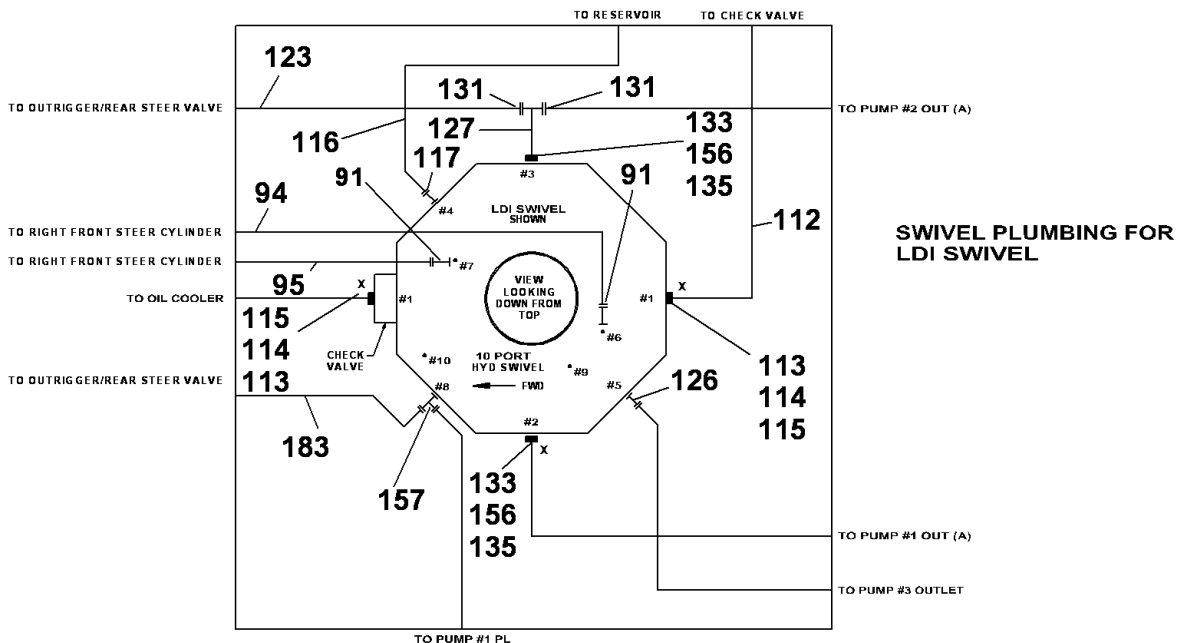 TO RESERVOIR
TO CHECK VALVE
123
131
131
TO OUTRIGGER/REAR STEER VALVE
TO PUMP #2 OUT (A)
116
127
133
156
135
117
#3
91
91
94
#4
LDI SWIVEL
SHOWN
112
TO RIGHT FRONT STEER CYLINDER
SWIVEL PLUMBING FOR
LDI SWIVEL
TO RIGHT FRONT STEER CYLINDER
#7
95
X
VIEW
LOOKING
DOWN FROM
TOP
X
TO OIL COOLER
#1
#1
115
114
113
#6
CHECK
VALVE
#10
10 PORT
HYD SWIVEL
#9
113
114
115
TO OUTRIGGER/REAR STEER VALVE
#8
FWD
#5
126
183
#2
X
157
133
156
135
TO PUMP #1 OUT (A)
TO PUMP #3 OUTLET
TO PUMP #1 PL